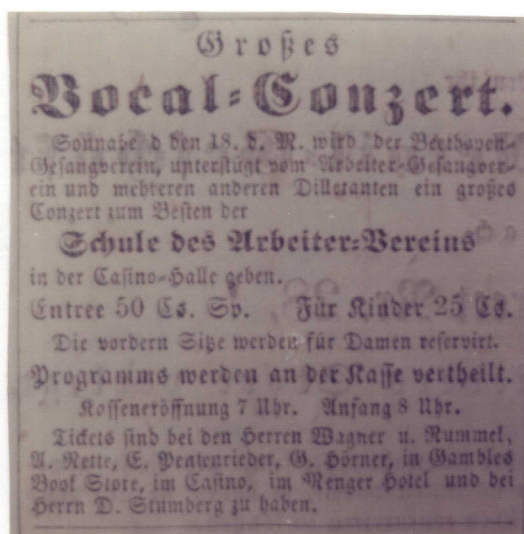 Großes
Vocal-Conzert.
Sonnabe d den 18. d. M. wird der Beethoven-
Gesangverein, unterstützt vom Arbeiter-Gesangver-
ein und mehreren anderen Dilletanten ein großes
Conzert zum Besten der
Schule des Arbeiter-Vereins
in der Casino-Halle geben.
Entree 50 Cs. Sp. Für Kinder 25 Cs.
Die vordern Sitze werden für Damen reservirt.
Programms werden an der Kasse vertheilt.
Kosseneröffnung 7 Uhr. Anfang 8 Uhr.
Tickets sind bei den Herren Wagner u. Rummel,
A. Nette, E. Pentenrieder, G. Hörner, in Gambles
Book Store, im Casino, im Menger Hotel und bei
Herrn D. Stumberg zu haben.